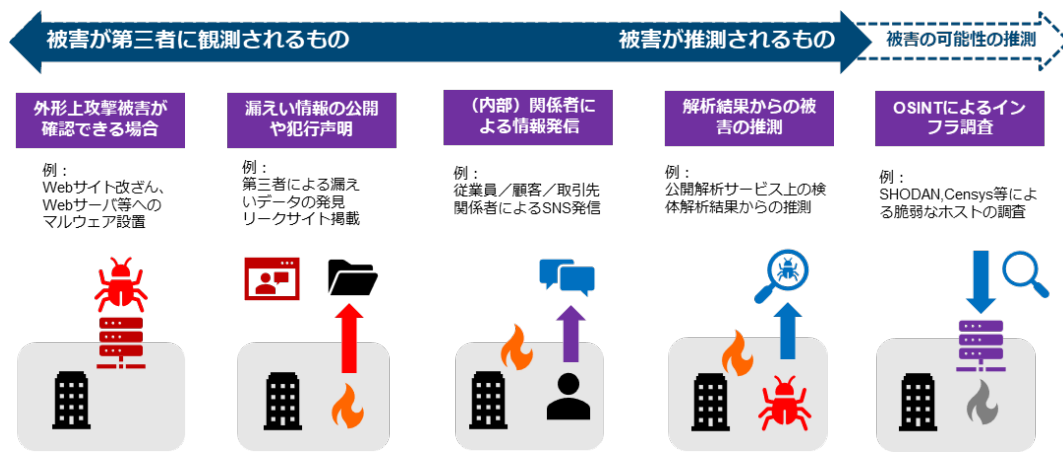 被害が第三者に観測されるもの
被害が推測されるもの
被害の可能性の推測
外形上攻撃被害が
確認できる場合
例：
Webサイト改ざん、
Webサーバ等への
マルウェア設置
漏えい情報の公開
や犯行声明
例：
第三者による漏え
いデータの発見
リークサイト掲載
（内部）関係者に
よる情報発信
例：
従業員／顧客／取引先
関係者によるSNS発信
解析結果からの被
害の推測
例：
公開解析サービス上の検
体解析結果からの推測
OSINTによるイン
フラ調査
例：
SHODAN,Censys等によ
る脆弱なホストの調査